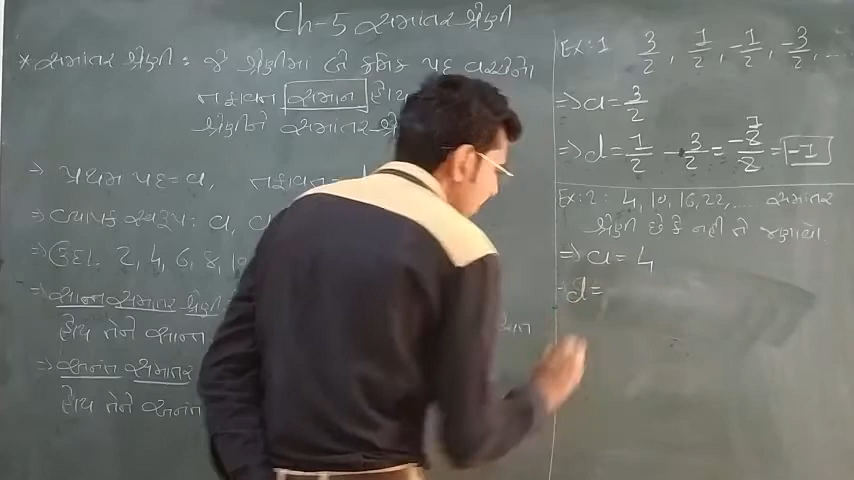 Ch-5 સમાંતર શ્રેણી
* સમાંતર શ્રેણી : જે શ્રેણીમાં બે ક્રમિક પદ વચ્ચેનો
તફાવત સમાન હોય
શ્રેણીને સમાંતર શ્રે
⇒ પ્રથમ પદ = a, તફાવત = d
⇒ વ્યાપક સ્વરૂપ : a, a
⇒ ઉદા. 2, 4, 6, 8, 10
⇒ સાન્ત સમાંતર શ્રેણી
હોય તેને સાન્ત
⇒ અનંત સમાંતર
હોય તેને અનંત
Ex:1 3/2, 1/2, -1/2, -3/2, ...
⇒ a = 3/2
⇒ d = 1/2 - 3/2 = -2/2 = -1
Ex:2 : 4, 10, 16, 22, .... સમાંતર
શ્રેણી છે કે નહીં તે જણાવો.
⇒ a = 4
⇒ d =